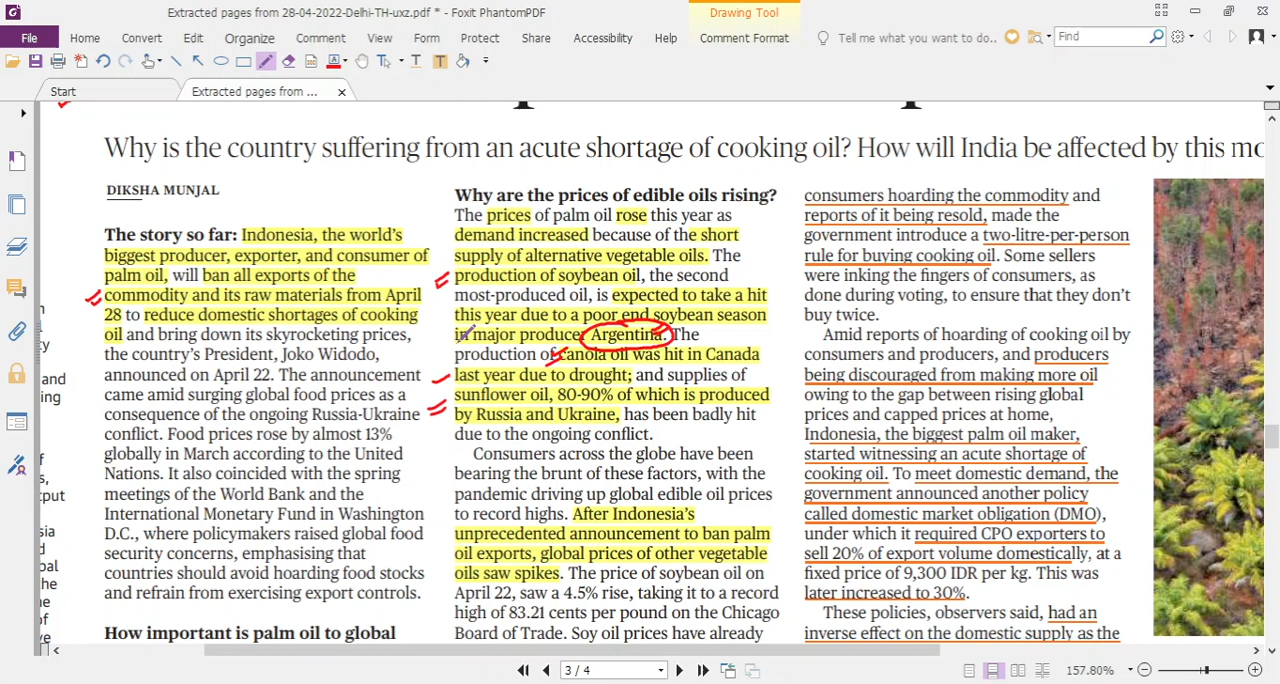 Extracted pages from 28-04-2022-Delhi-TH-uxz.pdf * - Foxit PhantomPDF
Drawing Tool
File Home Convert Edit Organize Comment View Form Protect Share Accessibility Help Comment Format Tell me what you want to do.. Find
Start Extracted pages from ...
Why is the country suffering from an acute shortage of cooking oil? How will India be affected by this mo
DIKSHA MUNJAL
The story so far: Indonesia, the world's
biggest producer, exporter, and consumer of
palm oil, will ban all exports of the
commodity and its raw materials from April
28 to reduce domestic shortages of cooking
oil and bring down its skyrocketing prices,
the country's President, Joko Widodo,
announced on April 22. The announcement
came amid surging global food prices as a
consequence of the ongoing Russia-Ukraine
conflict. Food prices rose by almost 13%
globally in March according to the United
Nations. It also coincided with the spring
meetings of the World Bank and the
International Monetary Fund in Washington
D.C., where policymakers raised global food
security concerns, emphasising that
countries should avoid hoarding food stocks
and refrain from exercising export controls.
How important is palm oil to global
Why are the prices of edible oils rising?
The prices of palm oil rose this year as
demand increased because of the short
supply of alternative vegetable oils. The
production of soybean oil, the second
most-produced oil, is expected to take a hit
this year due to a poor end soybean season
in major producer Argentina. The
production of canola oil was hit in Canada
last year due to drought; and supplies of
sunflower oil, 80-90% of which is produced
by Russia and Ukraine, has been badly hit
due to the ongoing conflict.
Consumers across the globe have been
bearing the brunt of these factors, with the
pandemic driving up global edible oil prices
to record highs. After Indonesia's
unprecedented announcement to ban palm
oil exports, global prices of other vegetable
oils saw spikes. The price of soybean oil on
April 22, saw a 4.5% rise, taking it to a record
high of 83.21 cents per pound on the Chicago
Board of Trade. Soy oil prices have already
consumers hoarding the commodity and
reports of it being resold, made the
government introduce a two-litre-per-person
rule for buying cooking oil. Some sellers
were inking the fingers of consumers, as
done during voting, to ensure that they don't
buy twice.
Amid reports of hoarding of cooking oil by
consumers and producers, and producers
being discouraged from making more oil
owing to the gap between rising global
prices and capped prices at home,
Indonesia, the biggest palm oil maker,
started witnessing an acute shortage of
cooking oil. To meet domestic demand, the
government announced another policy
called domestic market obligation (DMO),
under which it required CPO exporters to
sell 20% of export volume domestically, at a
fixed price of 9,300 IDR per kg. This was
later increased to 30%.
These policies, observers said, had an
inverse effect on the domestic supply as the
and
ing
3 / 4
157.80%